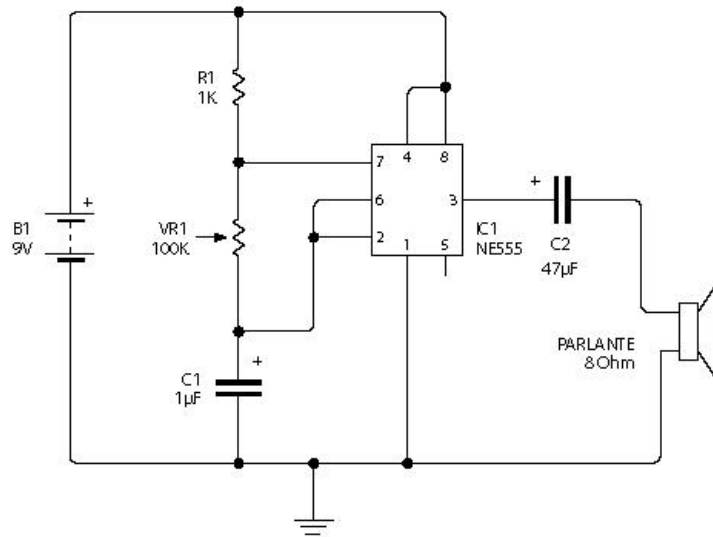 R1
1K
+
B1
9V
VR1
100K
7
4
8
6
3
2
1
5
IC1
NE555
+
C2
47µF
PARLANTE
8Ohm
+
C1
1µF